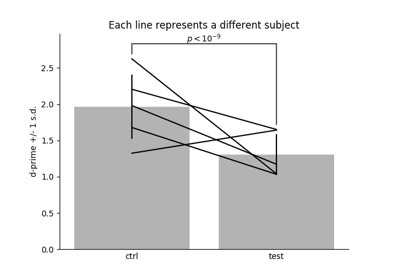 Each line represents a different subject
p < 10⁻⁹
d-prime +/- 1 s.d.
2.5
2.0
1.5
1.0
0.5
0.0
ctrl
test